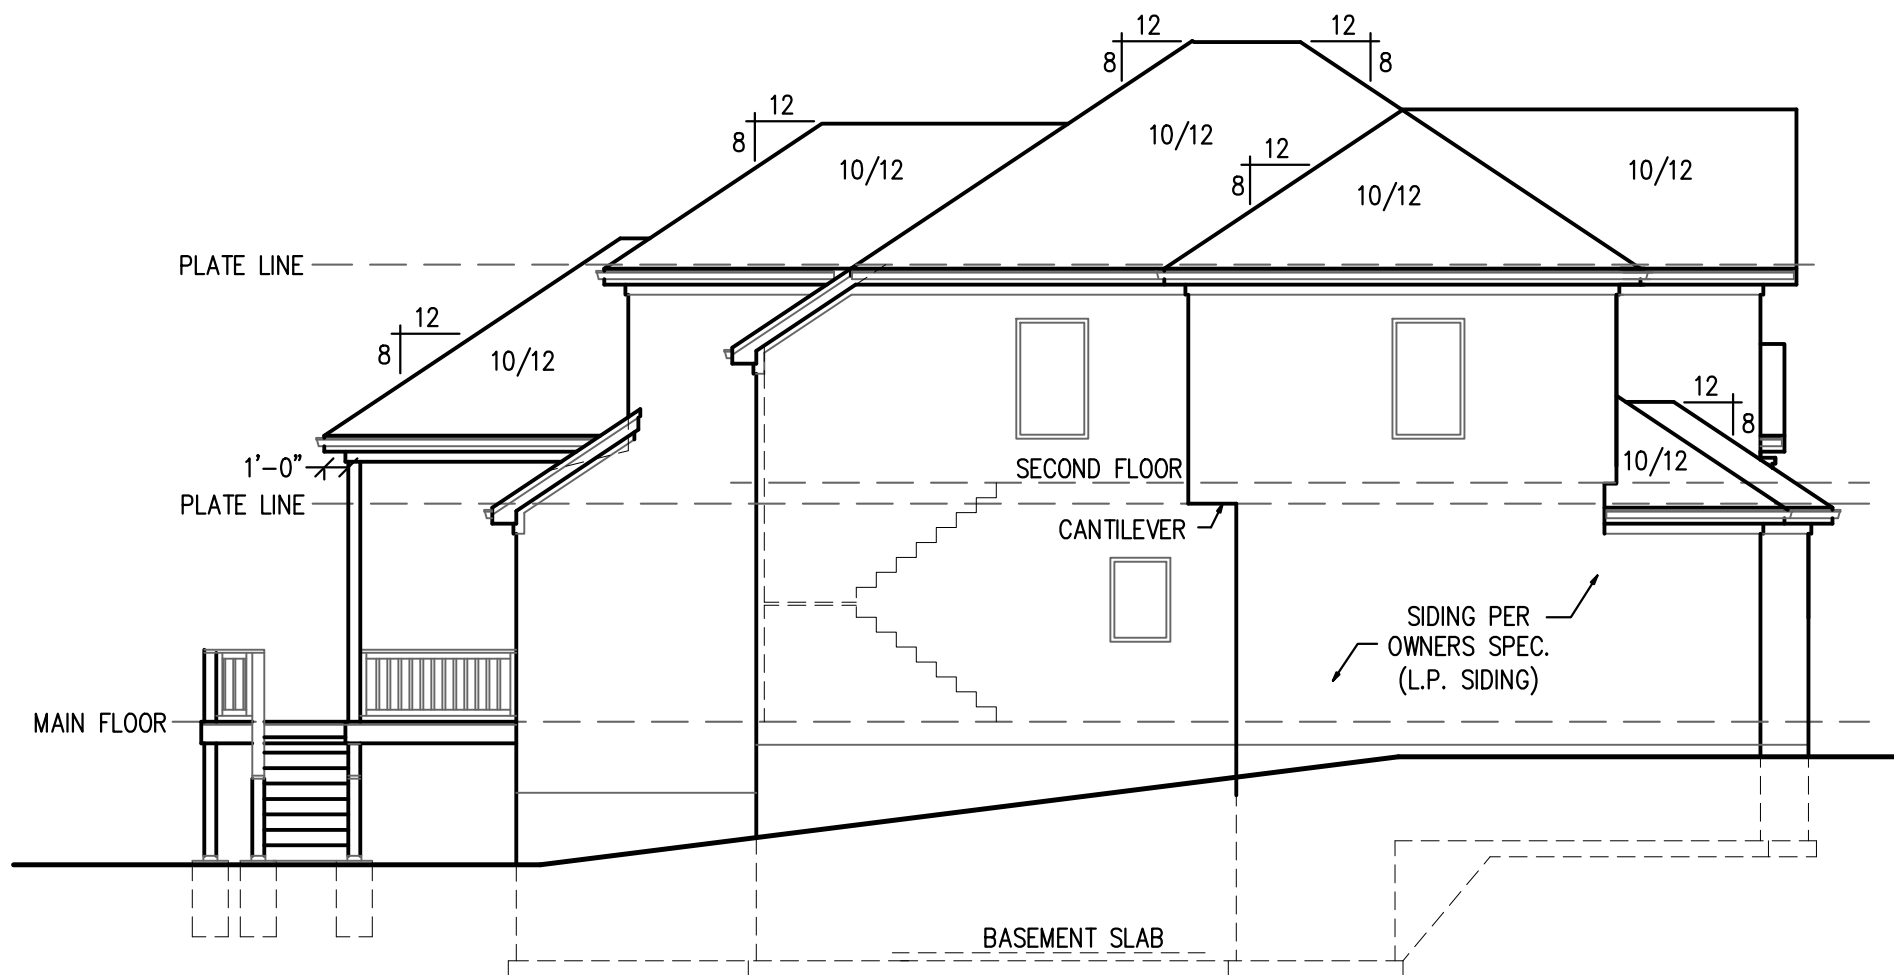 12
12
8
8
12
8
10/12
10/12
12
8
10/12
10/12
PLATE LINE
12
8
10/12
12
8
10/12
1'-0"
SECOND FLOOR
PLATE LINE
CANTILEVER
SIDING PER
OWNERS SPEC.
(L.P. SIDING)
MAIN FLOOR
BASEMENT SLAB